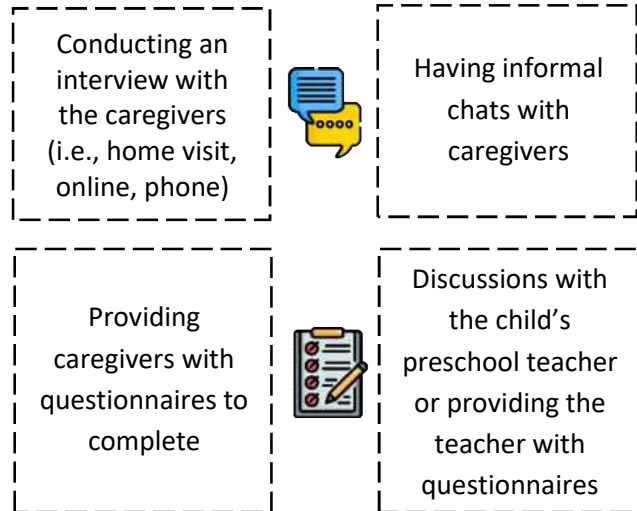 Conducting an
interview with
the caregivers
(i.e., home visit,
online, phone)
Having informal
chats with
caregivers
Providing
caregivers with
questionnaires to
complete
Discussions with
the child’s
preschool teacher
or providing the
teacher with
questionnaires